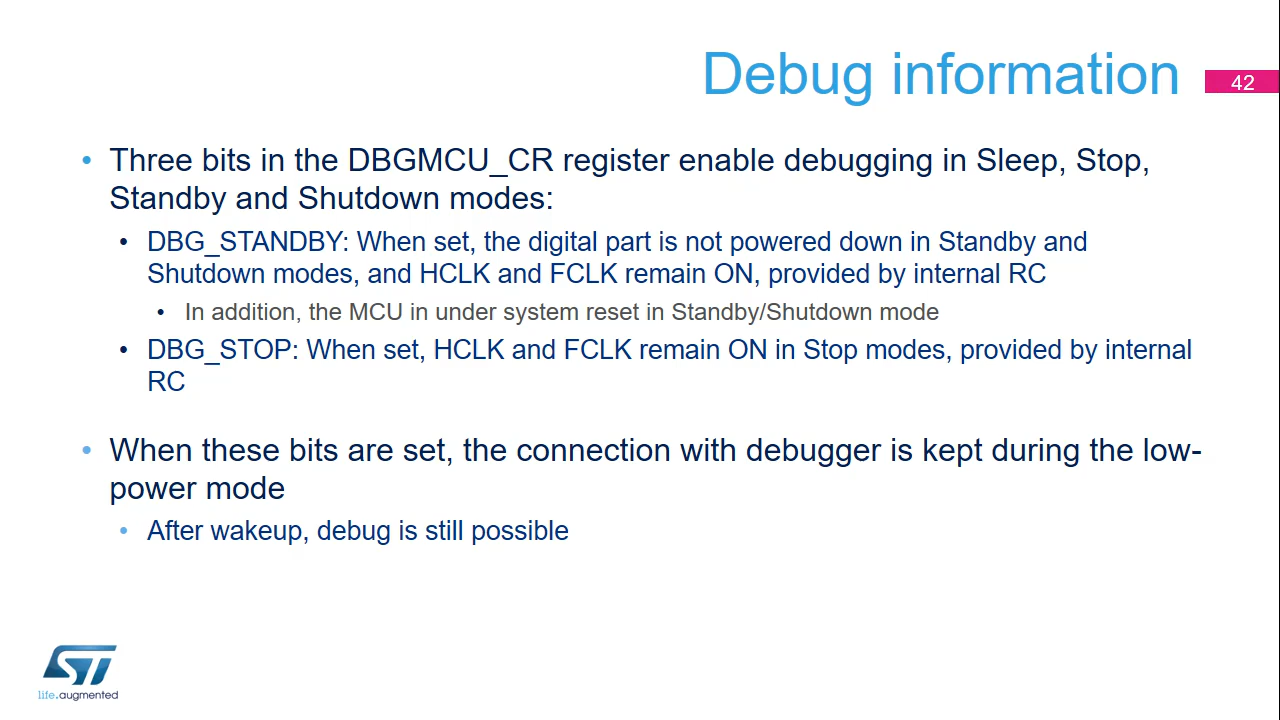 Debug information
42
• Three bits in the DBGMCU_CR register enable debugging in Sleep, Stop,
Standby and Shutdown modes:
• DBG_STANDBY: When set, the digital part is not powered down in Standby and
Shutdown modes, and HCLK and FCLK remain ON, provided by internal RC
• In addition, the MCU in under system reset in Standby/Shutdown mode
• DBG_STOP: When set, HCLK and FCLK remain ON in Stop modes, provided by internal
RC
• When these bits are set, the connection with debugger is kept during the low-
power mode
• After wakeup, debug is still possible
ST
life.augmented